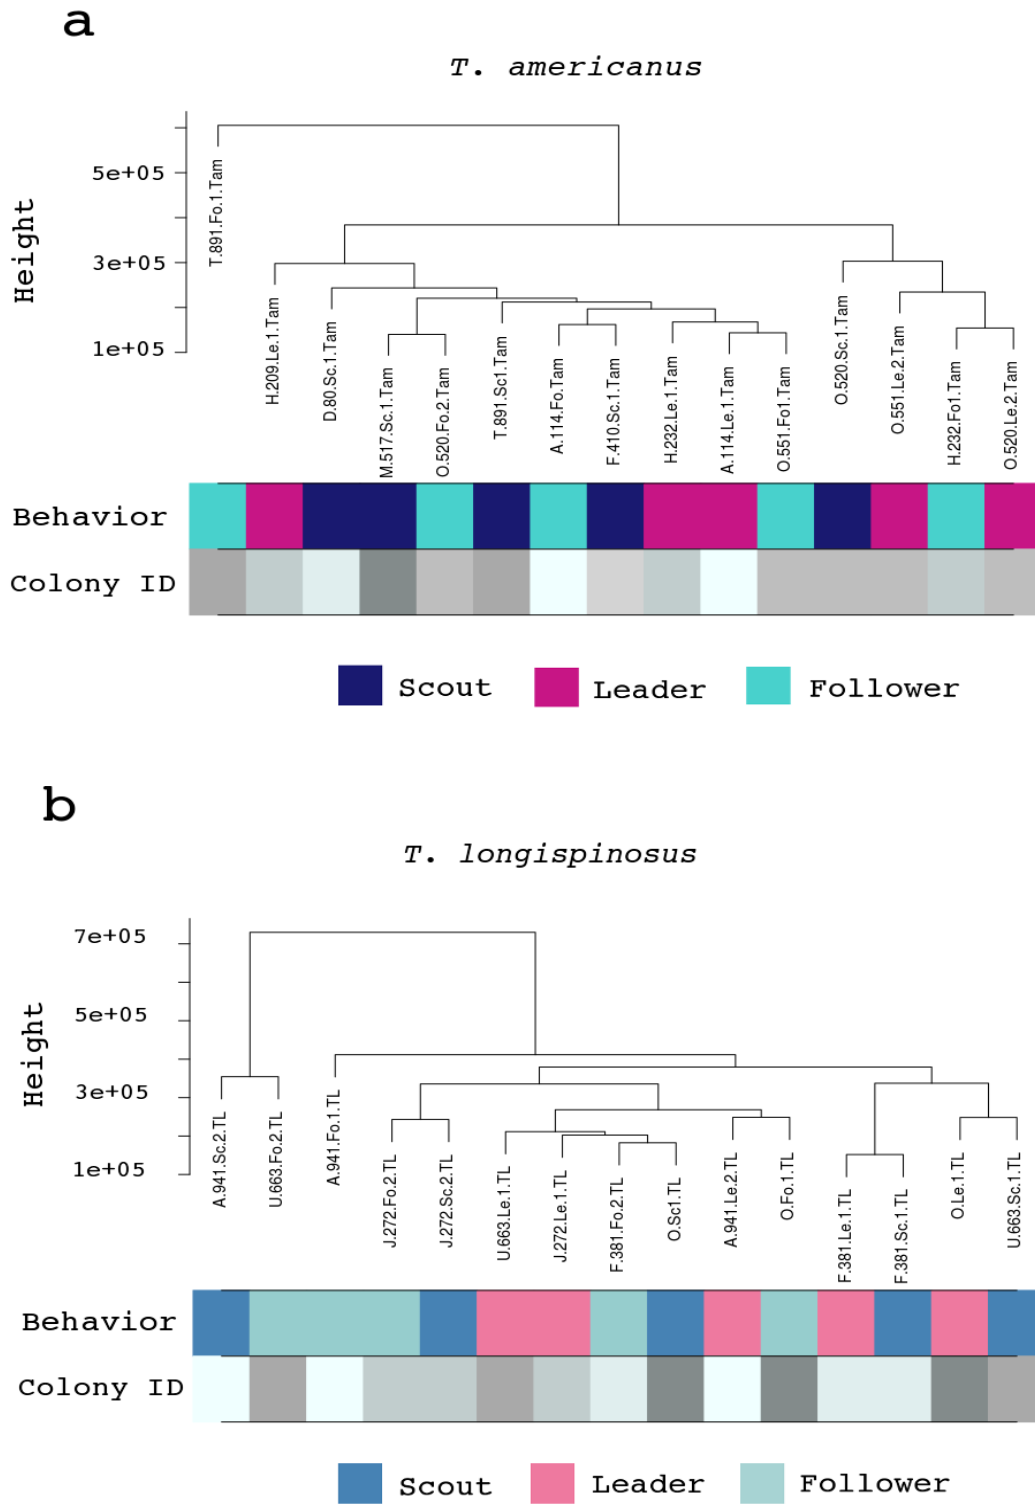 a
T. americanus
Height
5e+05
3e+05
1e+05
T.891.Fo.1.Tam
H.209.Le.1.Tam
D.80.Sc.1.Tam
M.517.Sc.1.Tam
O.520.Fo.2.Tam
T.891.Sc1.Tam
A.114.Fo.Tam
F.410.Sc.1.Tam
H.232.Le.1.Tam
A.114.Le.1.Tam
O.551.Fo1.Tam
O.520.Sc.1.Tam
O.551.Le.2.Tam
H.232.Fo1.Tam
O.520.Le.2.Tam
Behavior
Colony ID
Scout Leader Follower
b
T. longispinosus
Height
7e+05
5e+05
3e+05
1e+05
A.941.Sc.2.TL
U.663.Fo.2.TL
A.941.Fo.1.TL
J.272.Fo.2.TL
J.272.Sc.2.TL
U.663.Le.1.TL
J.272.Le.1.TL
F.381.Fo.2.TL
O.Sc1.TL
A.941.Le.2.TL
O.Fo.1.TL
F.381.Le.1.TL
F.381.Sc.1.TL
O.Le.1.TL
U.663.Sc.1.TL
Behavior
Colony ID
Scout Leader Follower